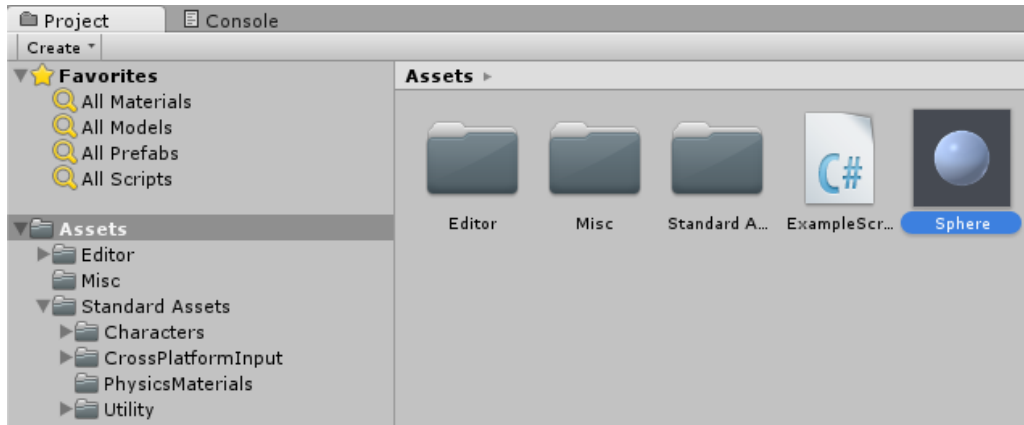 Project
Console
Create
Favorites
All Materials
All Models
All Prefabs
All Scripts
Assets
Editor
Misc
Standard Assets
Characters
CrossPlatformInput
PhysicsMaterials
Utility
Assets
C#
Editor
Misc
Standard A...
ExampleScr...
Sphere